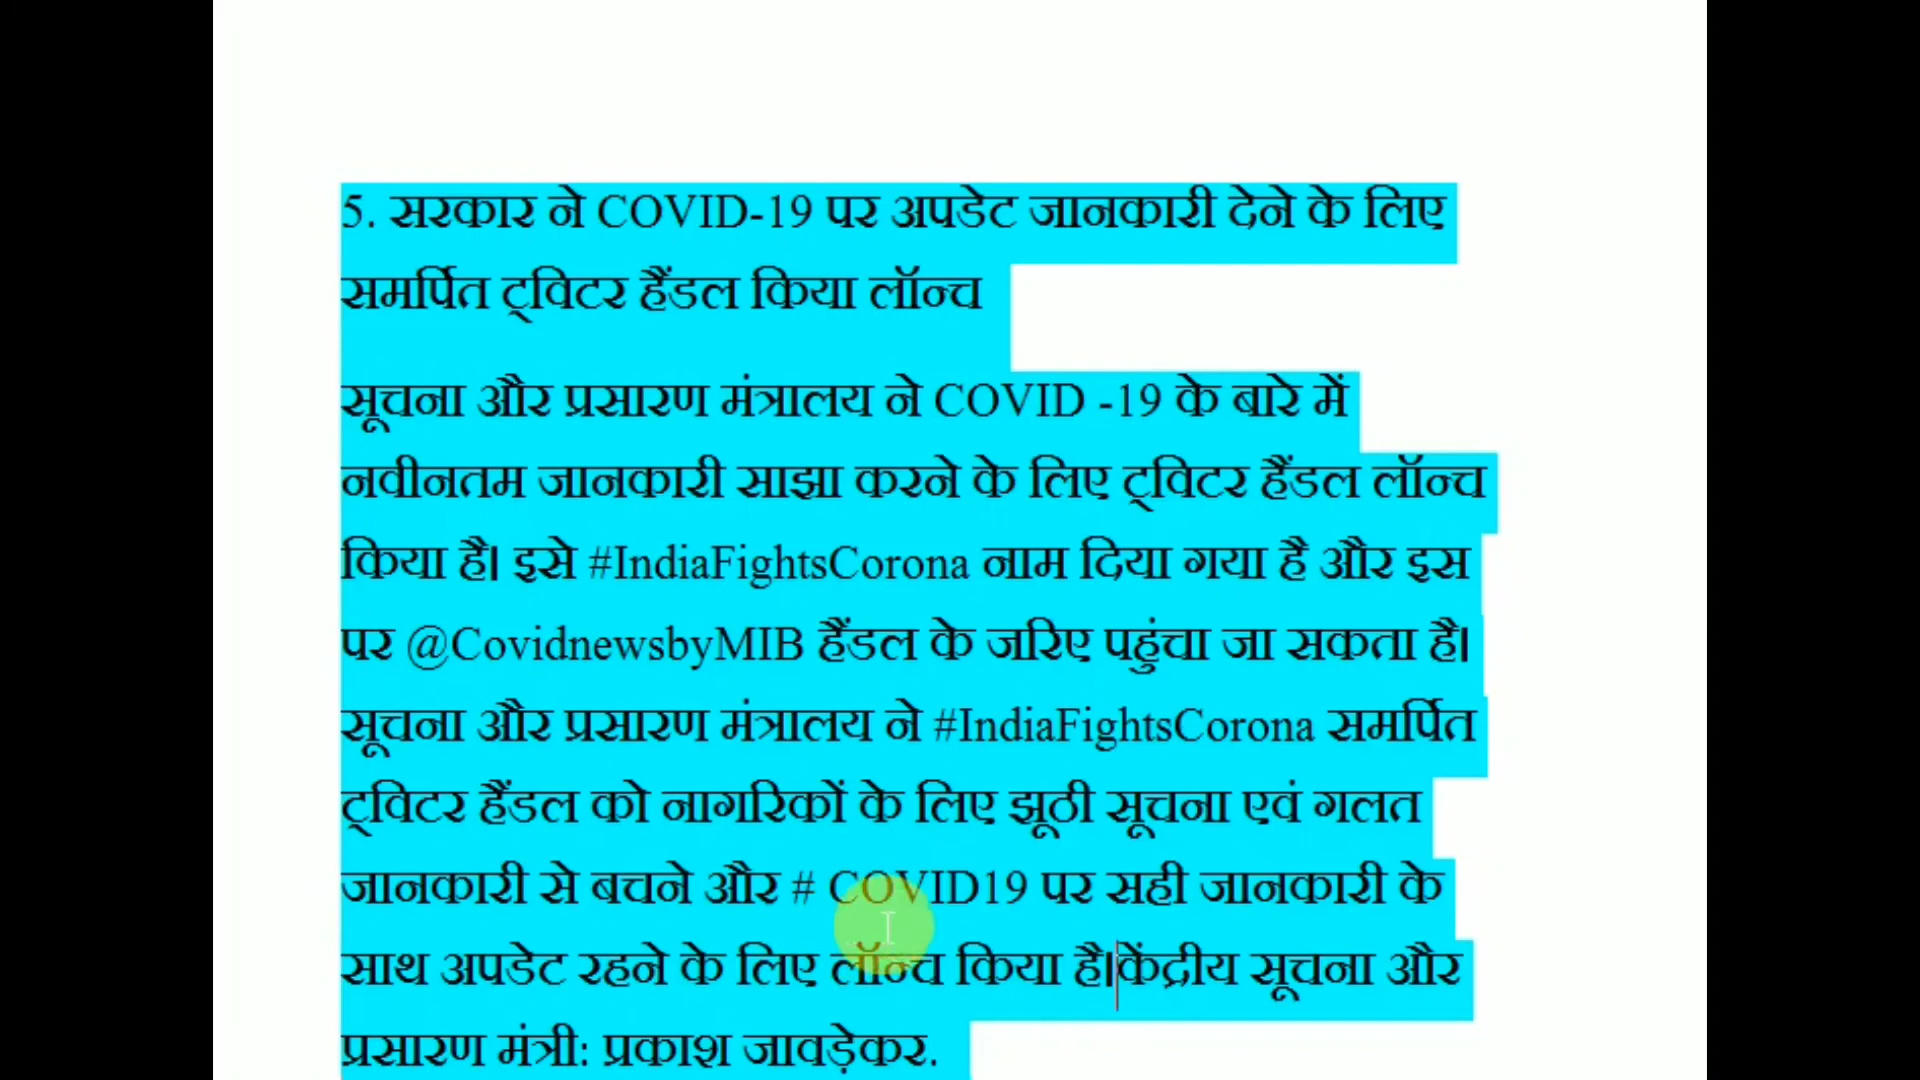 5. सरकार ने COVID-19 पर अपडेट जानकारी देने के लिए
समर्पित ट्विटर हैंडल किया लॉन्च
सूचना और प्रसारण मंत्रालय ने COVID -19 के बारे में
नवीनतम जानकारी साझा करने के लिए ट्विटर हैंडल लॉन्च
किया है। इसे #IndiaFightsCorona नाम दिया गया है और इस
पर @CovidnewsbyMIB हैंडल के जरिए पहुंचा जा सकता है।
सूचना और प्रसारण मंत्रालय ने #IndiaFightsCorona समर्पित
ट्विटर हैंडल को नागरिकों के लिए झूठी सूचना एवं गलत
जानकारी से बचने और # COVID19 पर सही जानकारी के
साथ अपडेट रहने के लिए लॉन्च किया है।केंद्रीय सूचना और
प्रसारण मंत्री: प्रकाश जावड़ेकर.